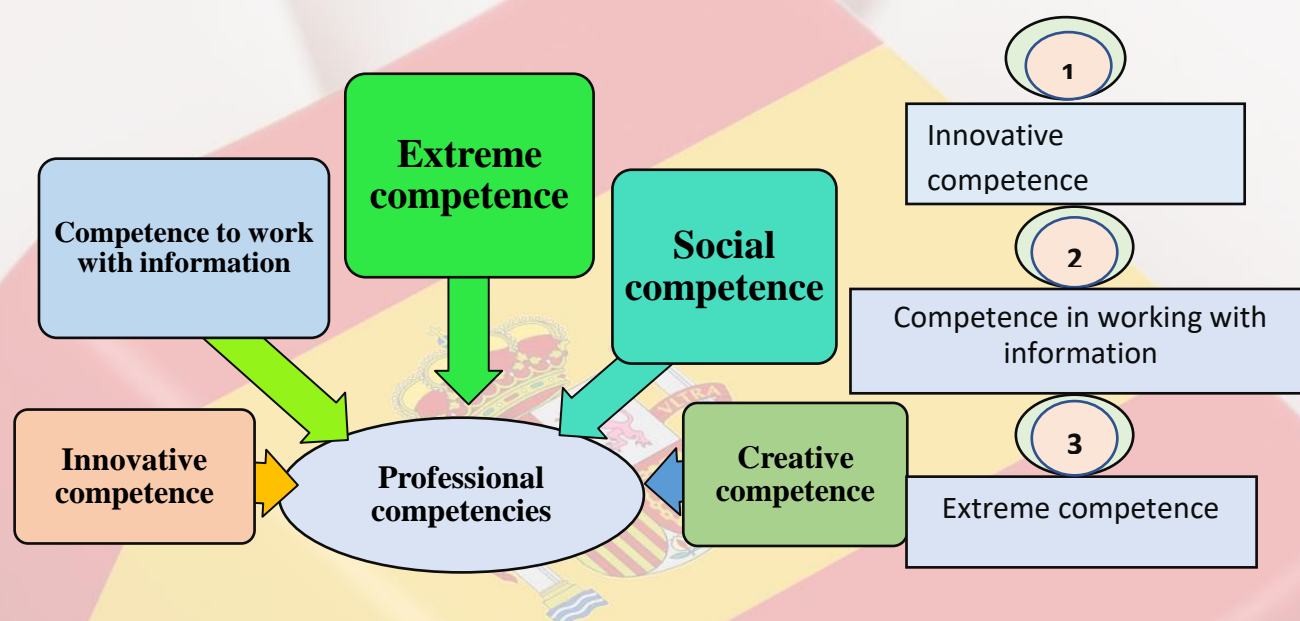 Extreme
competence
Competence to work
with information
Social
competence
Innovative
competence
Professional
competencies
Creative
competence
1
Innovative
competence
2
Competence in working with
information
3
Extreme competence
VLTRA